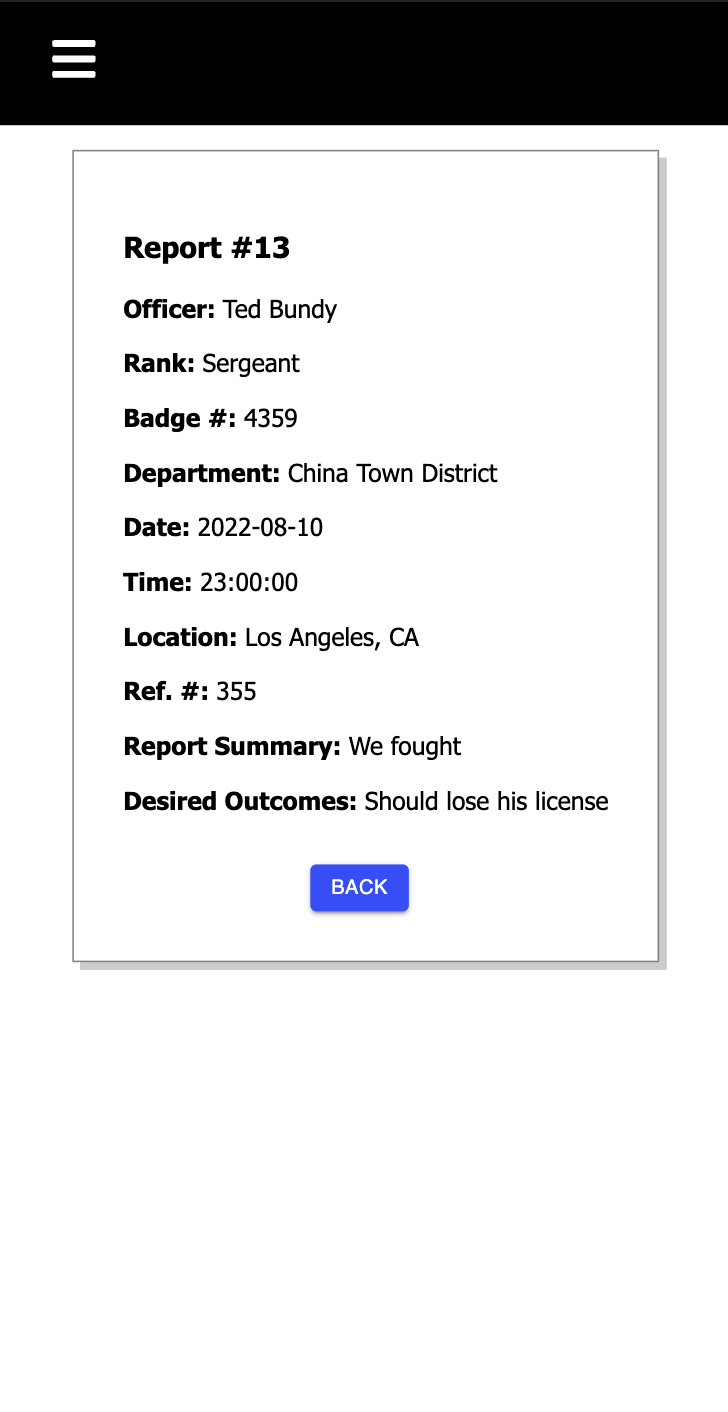 Report #13
Officer: Ted Bundy
Rank: Sergeant
Badge #: 4359
Department: China Town District
Date: 2022-08-10
Time: 23:00:00
Location: Los Angeles, CA
Ref. #: 355
Report Summary: We fought
Desired Outcomes: Should lose his license
BACK